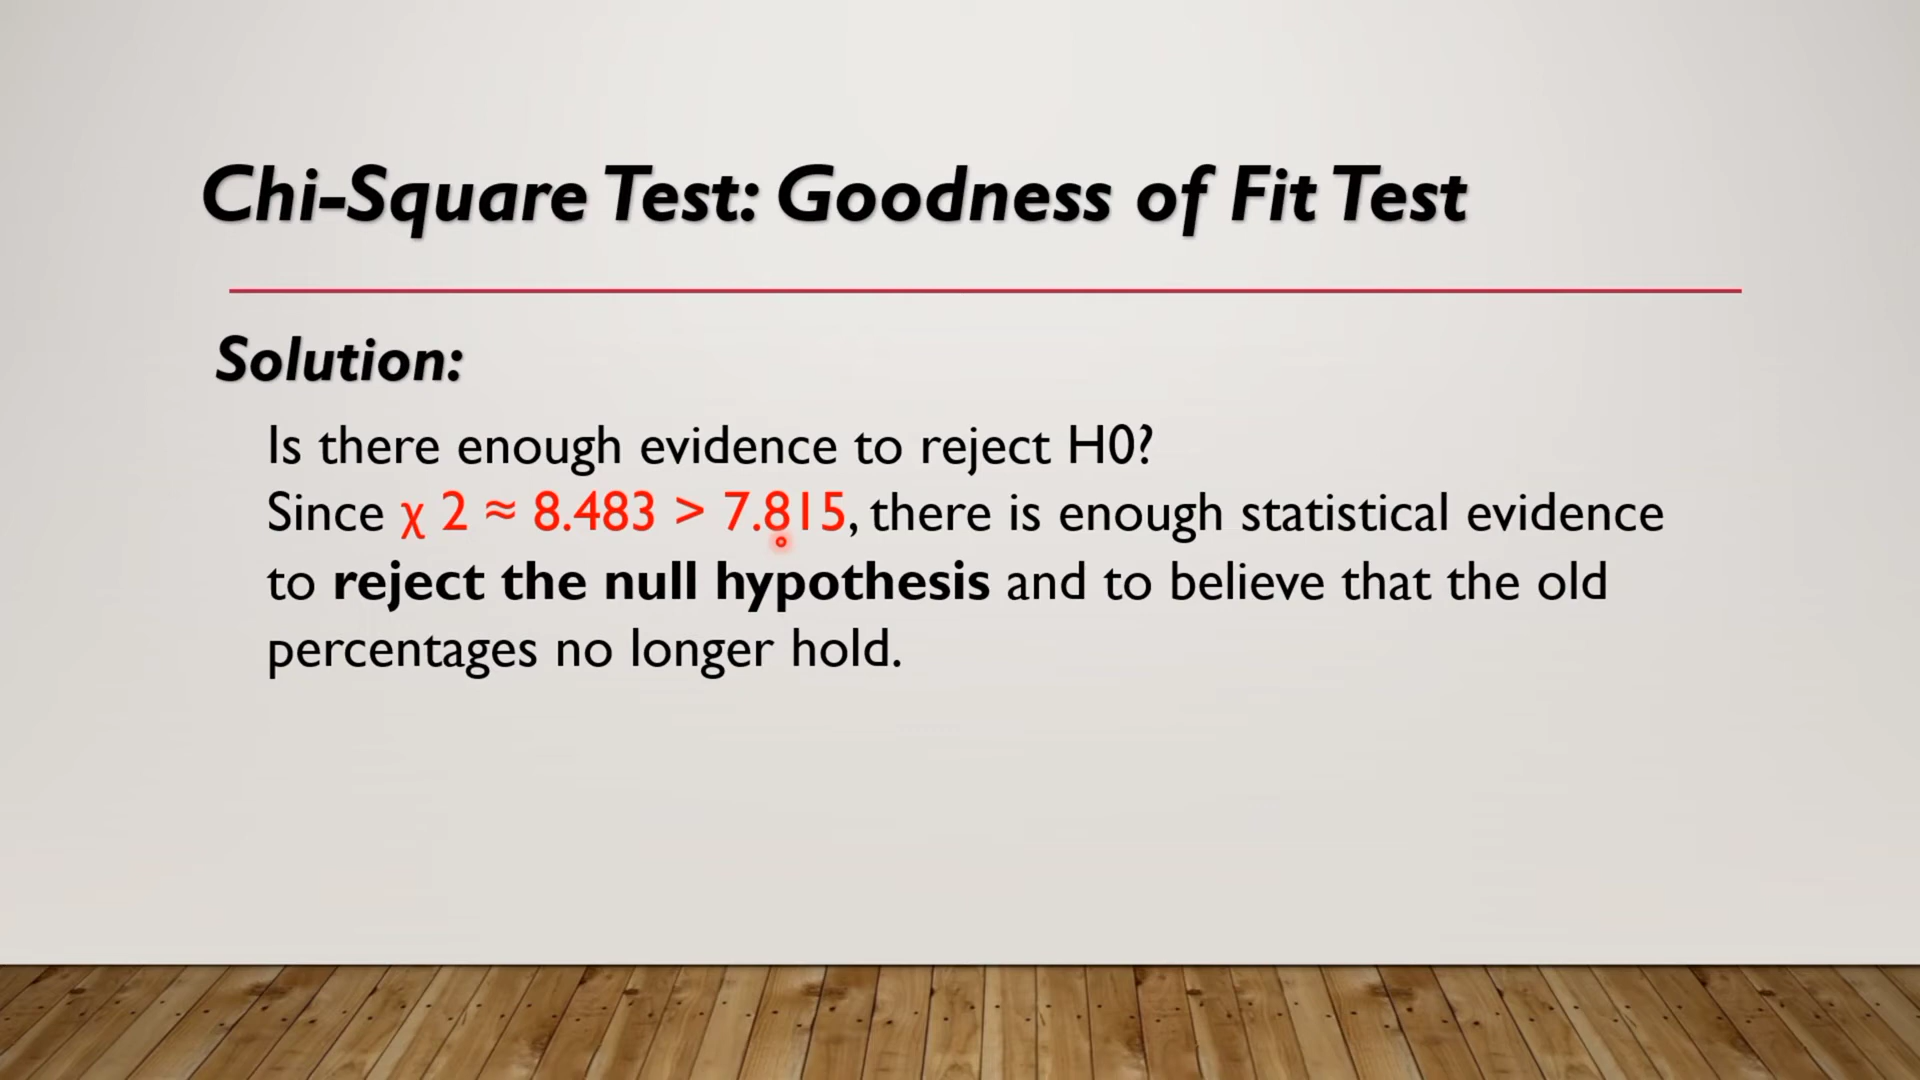 Chi-Square Test: Goodness of Fit Test
Solution:
Is there enough evidence to reject H0?
Since χ 2 ≈ 8.483 > 7.815, there is enough statistical evidence
to reject the null hypothesis and to believe that the old
percentages no longer hold.